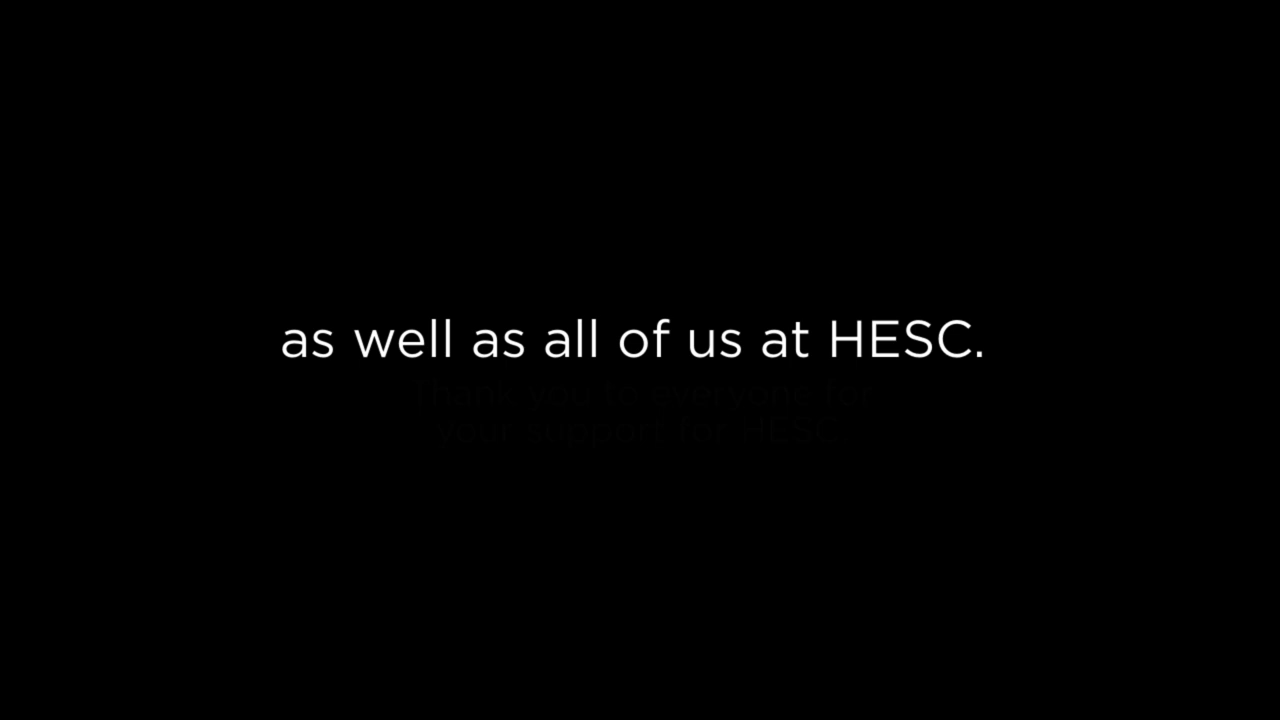 as well as all of us at HESC.
Thank you to everyone for
your support for HESC